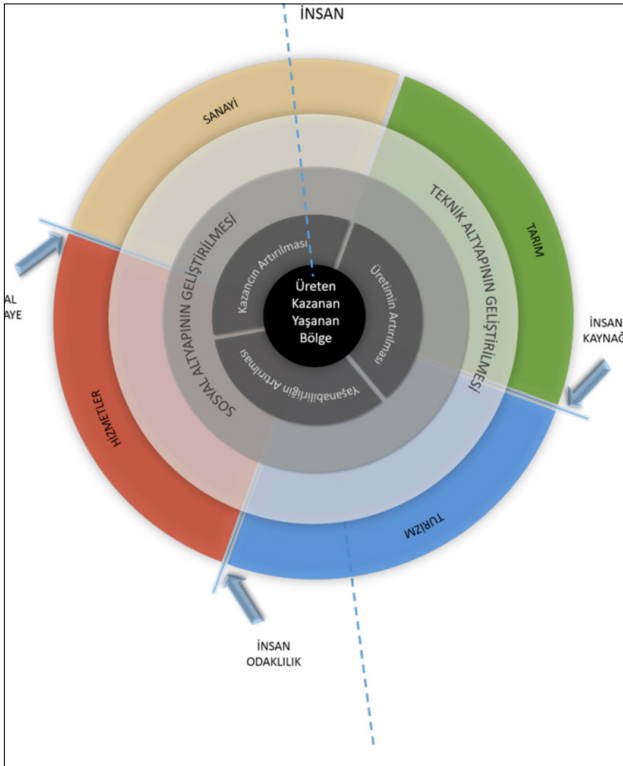 İNSAN
SANAYİ
TARIM
TEKNİK ALTYAPININ GELİŞTİRİLMESİ
SOSYAL ALTYAPININ GELİŞTİRİLMESİ
Kazancın Artırılması
Üretimin Artırılması
Yaşanabilirliğin Artırılması
Üreten
Kazanan
Yaşanan
Bölge
AL
AYE
İNSAN
KAYNAĞ
HİZMETLER
TURİZM
İNSAN
ODAKLILIK